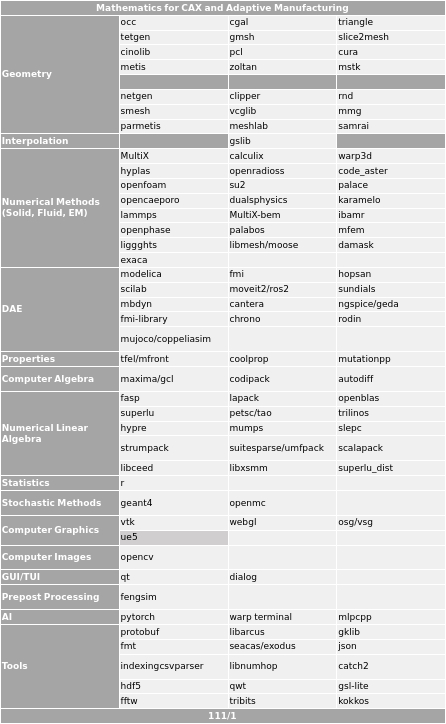 Mathematics for CAX and Adaptive Manufacturing
Geometry
occ cgal triangle
tetgen gmsh slice2mesh
cinolib pcl cura
metis zoltan mstk
netgen clipper rnd
smesh vcglib mmg
parmetis meshlab samrai
Interpolation gslib
Numerical Methods
(Solid, Fluid, EM)
MultiX calculix warp3d
hyplas openradioss code_aster
openfoam su2 palace
opencaeporo dualsphysics karamelo
lammps MultiX-bem ibamr
openphase palabos mfem
liggghts libmesh/moose damask
exaca
DAE
modelica fmi hopsan
scilab moveit2/ros2 sundials
mbdyn cantera ngspice/geda
fmi-library chrono rodin
mujoco/coppeliasim
Properties tfel/mfront coolprop mutationpp
Computer Algebra maxima/gcl codipack autodiff
Numerical Linear
Algebra
fasp lapack openblas
superlu petsc/tao trilinos
hypre mumps slepc
strumpack suitesparse/umfpack scalapack
libceed libxsmm superlu_dist
Statistics r
Stochastic Methods geant4 openmc
Computer Graphics
vtk webgl osg/vsg
ue5
Computer Images opencv
GUI/TUI qt dialog
Prepost Processing fengsim
AI pytorch warp terminal mlpcpp
Tools
protobuf libarcus gklib
fmt seacas/exodus json
indexingcsvparser libnumhop catch2
hdf5 qwt gsl-lite
fftw tribits kokkos
111/1